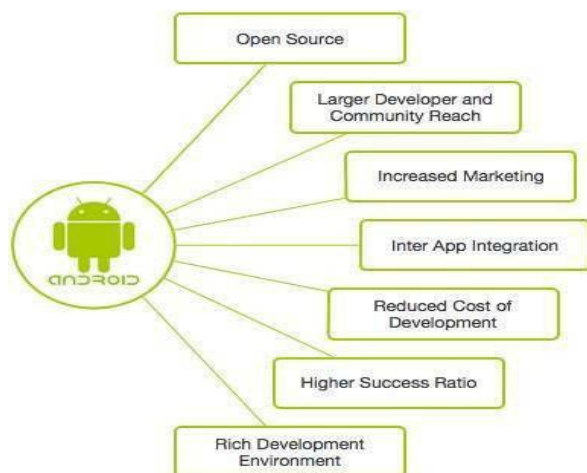 Open Source
Larger Developer and
Community Reach
Increased Marketing
Inter App Integration
Reduced Cost of
Development
Higher Success Ratio
Rich Development
Environment
ANDROID